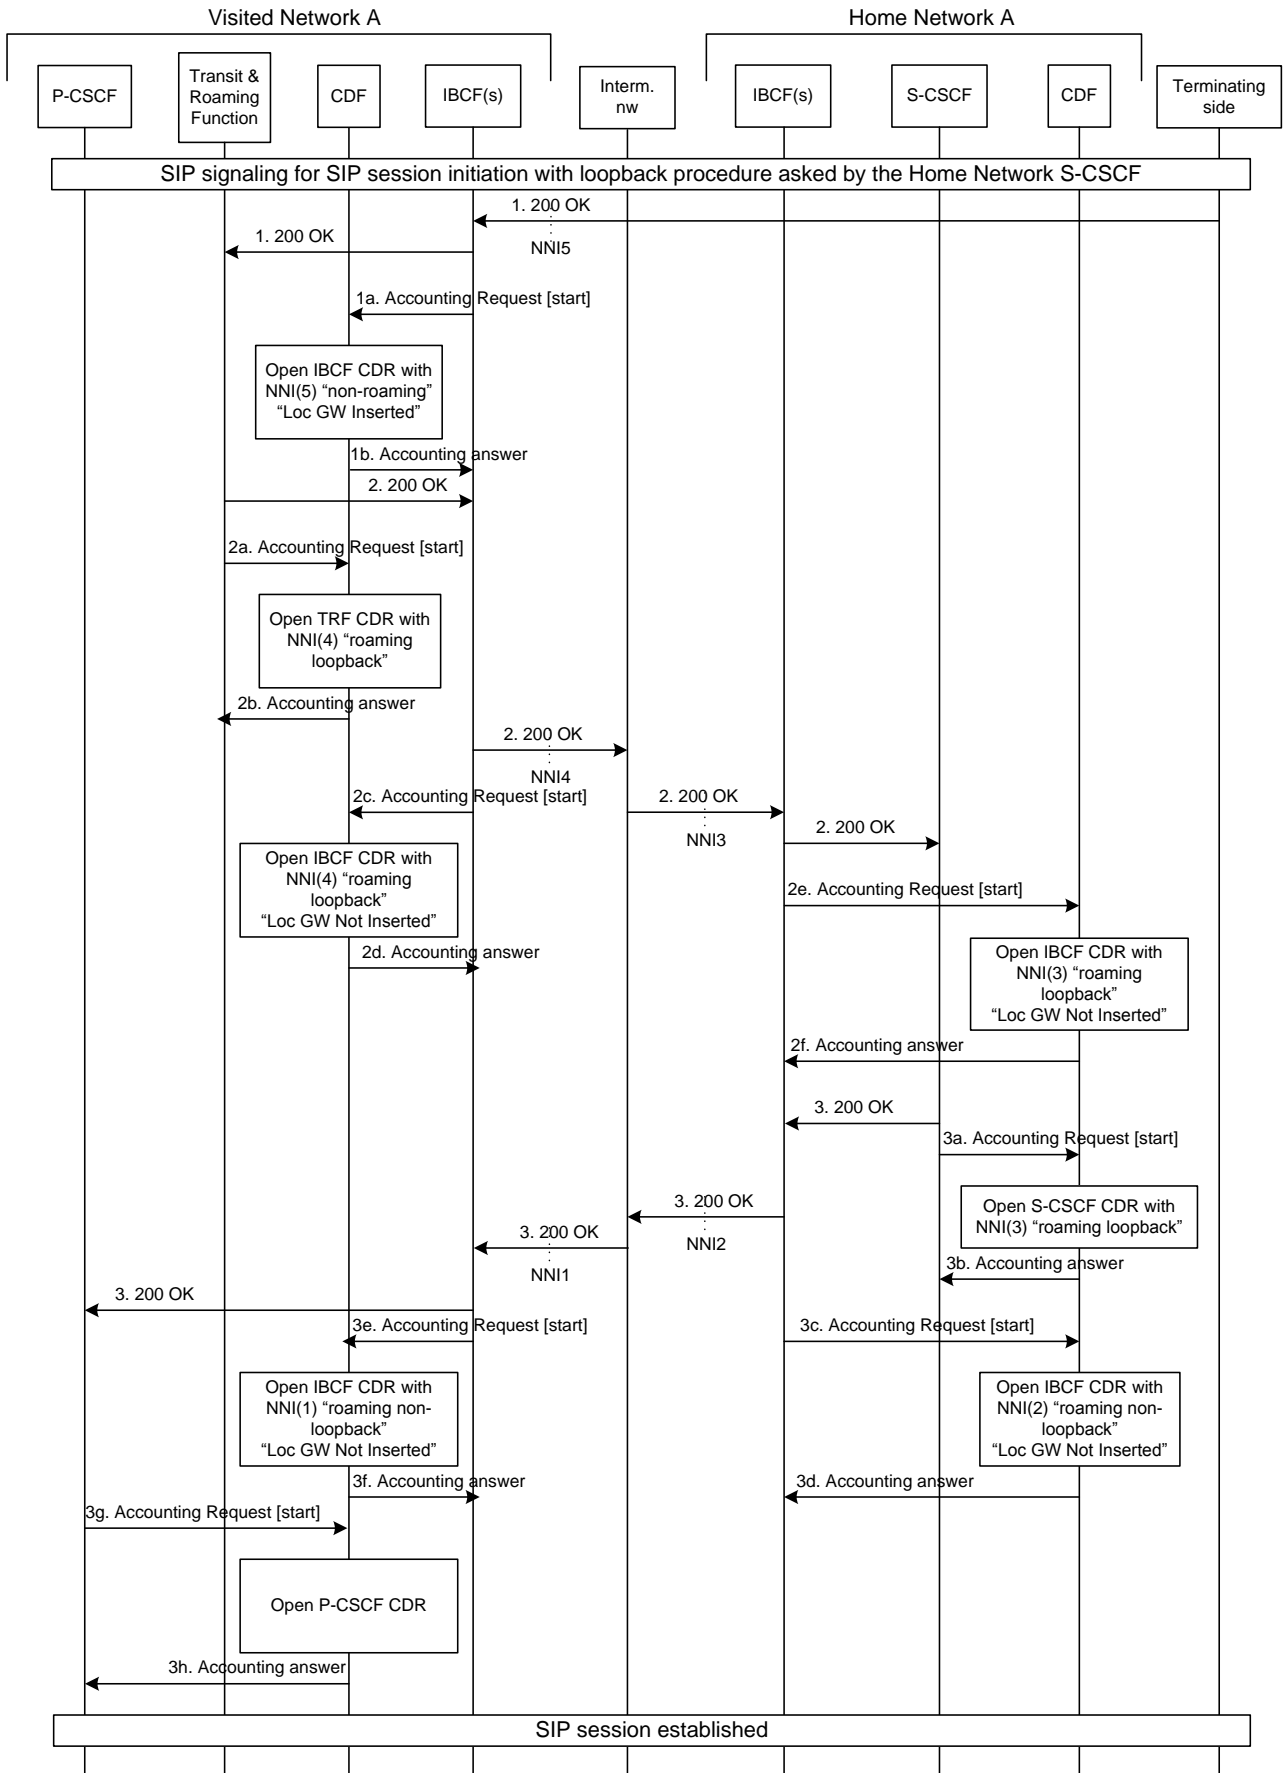 Visited Network A
Home Network A
P-CSCF
Transit &
Roaming
Function
CDF
IBCF(s)
Interm.
nw
IBCF(s)
S-CSCF
CDF
Terminating
side
SIP signaling for SIP session initiation with loopback procedure asked by the Home Network S-CSCF
1. 200 OK
1. 200 OK
NNI5
1a. Accounting Request [start]
Open IBCF CDR with
NNI(5) “non-roaming”
“Loc GW Inserted”
1b. Accounting answer
2. 200 OK
2a. Accounting Request [start]
Open TRF CDR with
NNI(4) “roaming
loopback”
2b. Accounting answer
2. 200 OK
NNI4
2c. Accounting Request [start]
2. 200 OK
NNI3
2. 200 OK
Open IBCF CDR with
NNI(4) “roaming
loopback”
“Loc GW Not Inserted”
2e. Accounting Request [start]
2d. Accounting answer
Open IBCF CDR with
NNI(3) “roaming
loopback”
“Loc GW Not Inserted”
2f. Accounting answer
3. 200 OK
3a. Accounting Request [start]
Open S-CSCF CDR with
NNI(3) “roaming loopback”
3. 200 OK
NNI2
3. 200 OK
NNI1
3b. Accounting answer
3. 200 OK
3e. Accounting Request [start]
3c. Accounting Request [start]
Open IBCF CDR with
NNI(1) “roaming non-
loopback”
“Loc GW Not Inserted”
Open IBCF CDR with
NNI(2) “roaming non-
loopback”
“Loc GW Not Inserted”
3f. Accounting answer
3d. Accounting answer
3g. Accounting Request [start]
Open P-CSCF CDR
3h. Accounting answer
SIP session established